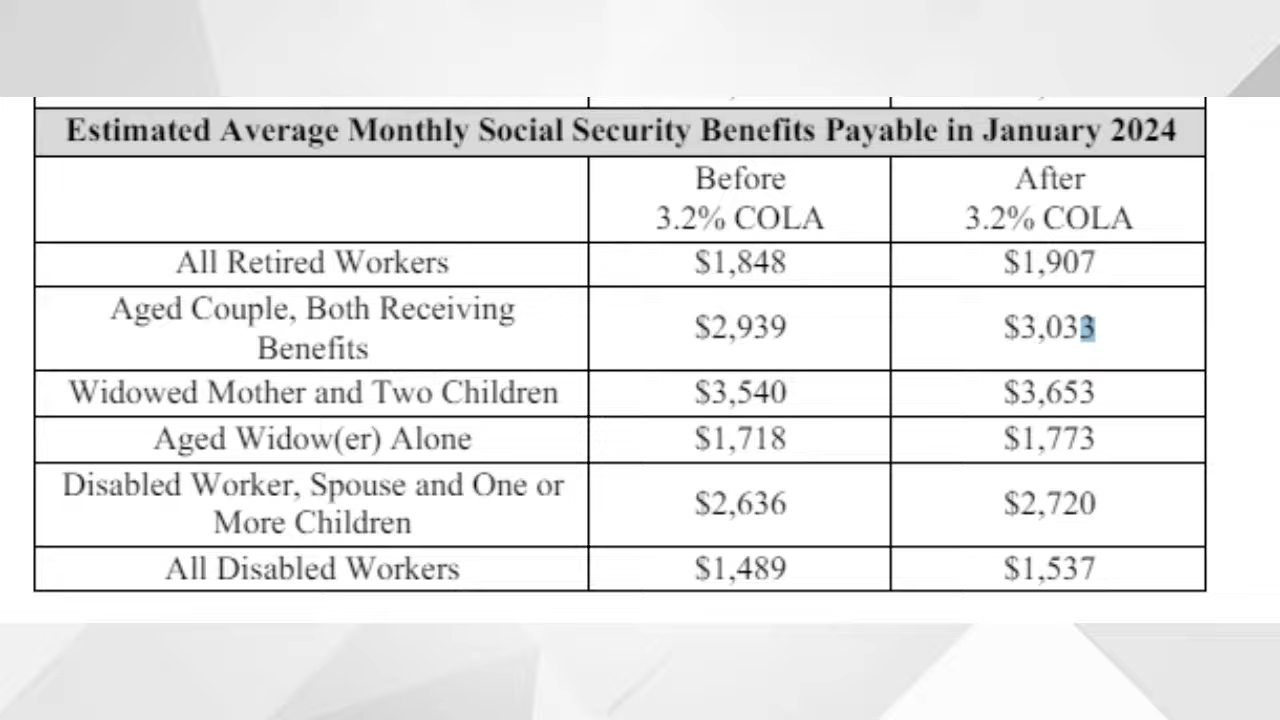 Estimated Average Monthly Social Security Benefits Payable in January 2024
Before
3.2% COLA
After
3.2% COLA
All Retired Workers
$1,848
$1,907
Aged Couple, Both Receiving
Benefits
$2,939
$3,033
Widowed Mother and Two Children
$3,540
$3,653
Aged Widow(er) Alone
$1,718
$1,773
Disabled Worker, Spouse and One or
More Children
$2,636
$2,720
All Disabled Workers
$1,489
$1,537